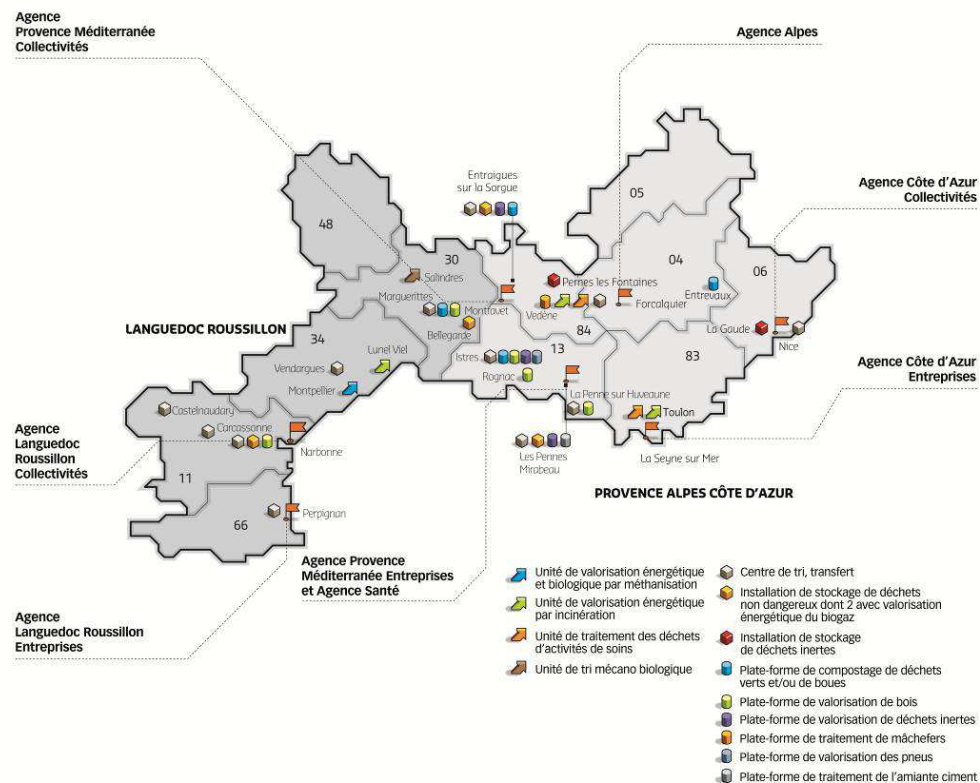 Agence
Provence Méditerranée
Collectivités
Agence Alpes
Entraigues
sur la Sorgue
05
Agence Côte d'Azur
Collectivités
48
30
04
06
Salindres
Pernes les Fontaines
Entrevaux
Marguerittes
Montfavet
Vedène
Forcalquier
LANGUEDOC ROUSSILLON
Bellegarde
84
La Gaude
Nice
34
Lunel Viel
Istres
13
83
Vendargues
Rognac
Agence Côte d'Azur
Entreprises
Montpellier
La Penne sur Huveaune
Castelnaudary
Toulon
Carcassonne
Agence
Languedoc
Roussillon
Collectivités
Narbonne
Les Pennes
Mirabeau
La Seyne sur Mer
11
PROVENCE ALPES CÔTE D'AZUR
66
Perpignan
Agence Provence
Méditerranée Entreprises
et Agence Santé
Agence
Languedoc Roussillon
Entreprises
Unité de valorisation énergétique
et biologique par méthanisation
Unité de valorisation énergétique
par incinération
Unité de traitement des déchets
d'activités de soins
Unité de tri mécano biologique
Centre de tri, transfert
Installation de stockage de déchets
non dangereux dont 2 avec valorisation
énergétique du biogaz
Installation de stockage
de déchets inertes
Plate-forme de compostage de déchets
verts et/ou de boues
Plate-forme de valorisation de bois
Plate-forme de valorisation de déchets inertes
Plate-forme de traitement de mâchefers
Plate-forme de valorisation des pneus
Plate-forme de traitement de l'amiante ciment